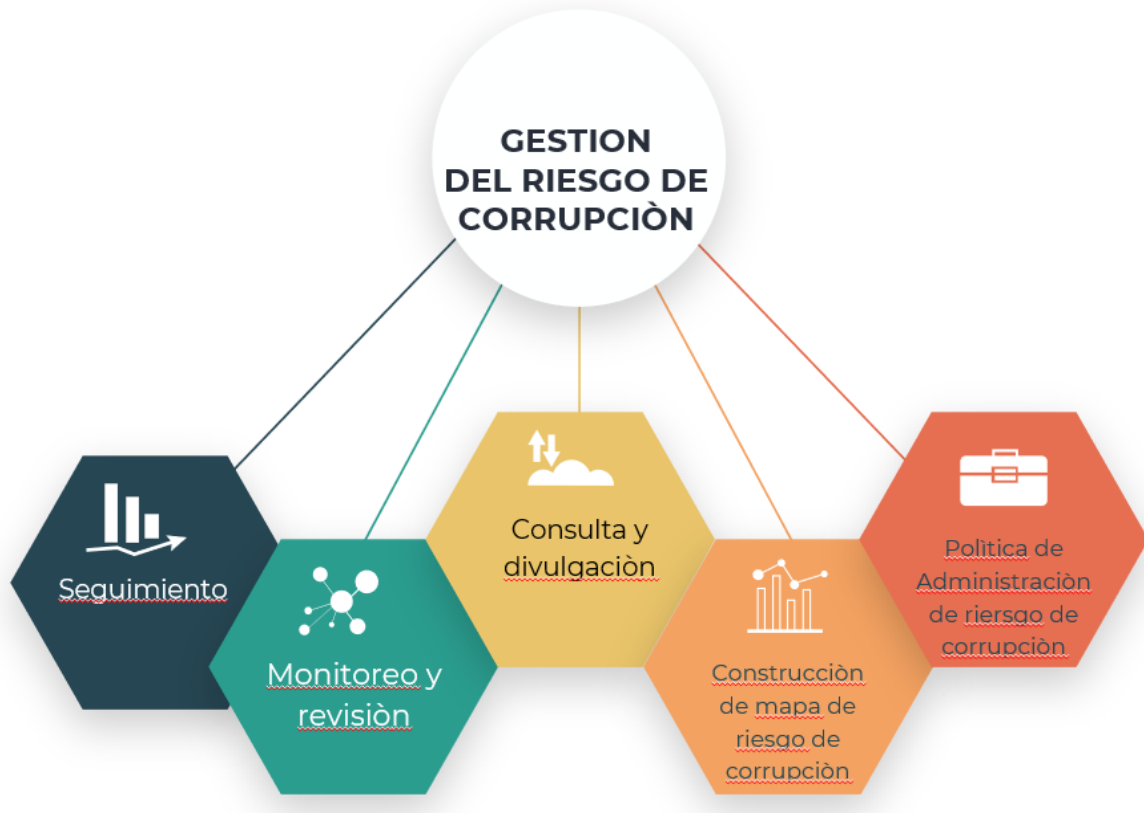 GESTION
DEL RIESGO DE
CORRUPCIÒN
Seguimiento
Monitoreo y
revisiòn
Consulta y
divulgaciòn
Construcciòn
de mapa de
riesgo de
corrupciòn
Polìtica de
Administraciòn
de riersgo de
corrupciòn